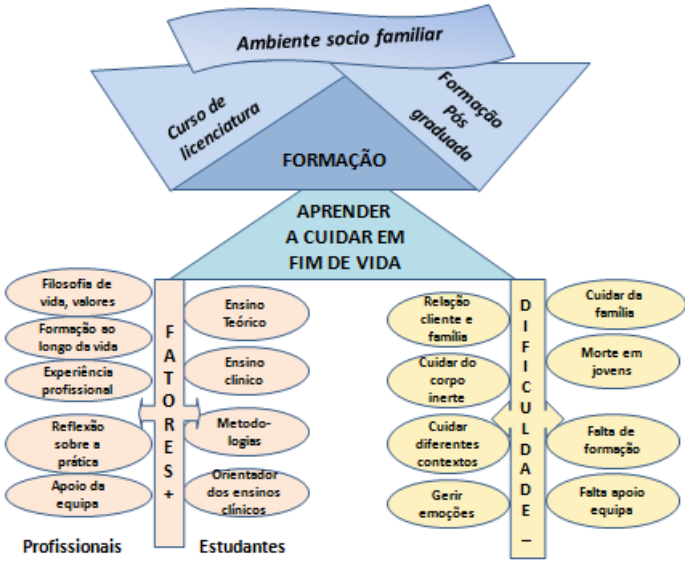 Ambiente socio familiar
Curso de
licenciatura
Formação
Pós
graduada
FORMAÇÃO
APRENDER
A CUIDAR EM
FIM DE VIDA
Filosofia de
vida, valores
Formação ao
longo da vida
Experiência
profissional
Reflexão
sobre a
prática
Apoio da
equipa
F
A
T
O
R
E
S
+
Ensino
Teórico
Ensino
clinico
Metodo-
logias
Orientador
dos ensinos
clínicos
Profissionais
Estudantes
Relação
cliente e
família
Cuidar do
corpo
inerte
Cuidar
diferentes
contextos
Gerir
emoções
D
I
F
I
C
U
L
D
A
D
E
–
Cuidar da
família
Morte em
jovens
Falta de
formação
Falta apoio
equipa